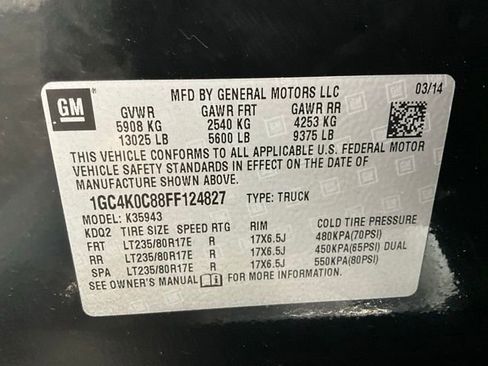 GM
MFD BY GENERAL MOTORS LLC 03/14
GVWR GAWR FRT GAWR RR
5908 KG 2540 KG 4253 KG
13025 LB 5600 LB 9375 LB
THIS VEHICLE CONFORMS TO ALL APPLICABLE U.S. FEDERAL MOTOR
VEHICLE SAFETY STANDARDS IN EFFECT ON THE DATE OF
MANUFACTURE SHOWN ABOVE.
1GC4K0C88FF124827 TYPE: TRUCK
MODEL: K35943
KDQ2 TIRE SIZE SPEED RTG RIM COLD TIRE PRESSURE
FRT LT235/80R17E R 17X6.5J 480KPA(70PSI)
RR LT235/80R17E R 17X6.5J 450KPA(65PSI) DUAL
SPA LT235/80R17E R 17X6.5J 550KPA(80PSI)
SEE OWNER'S MANUAL FOR MORE INFORMATION.